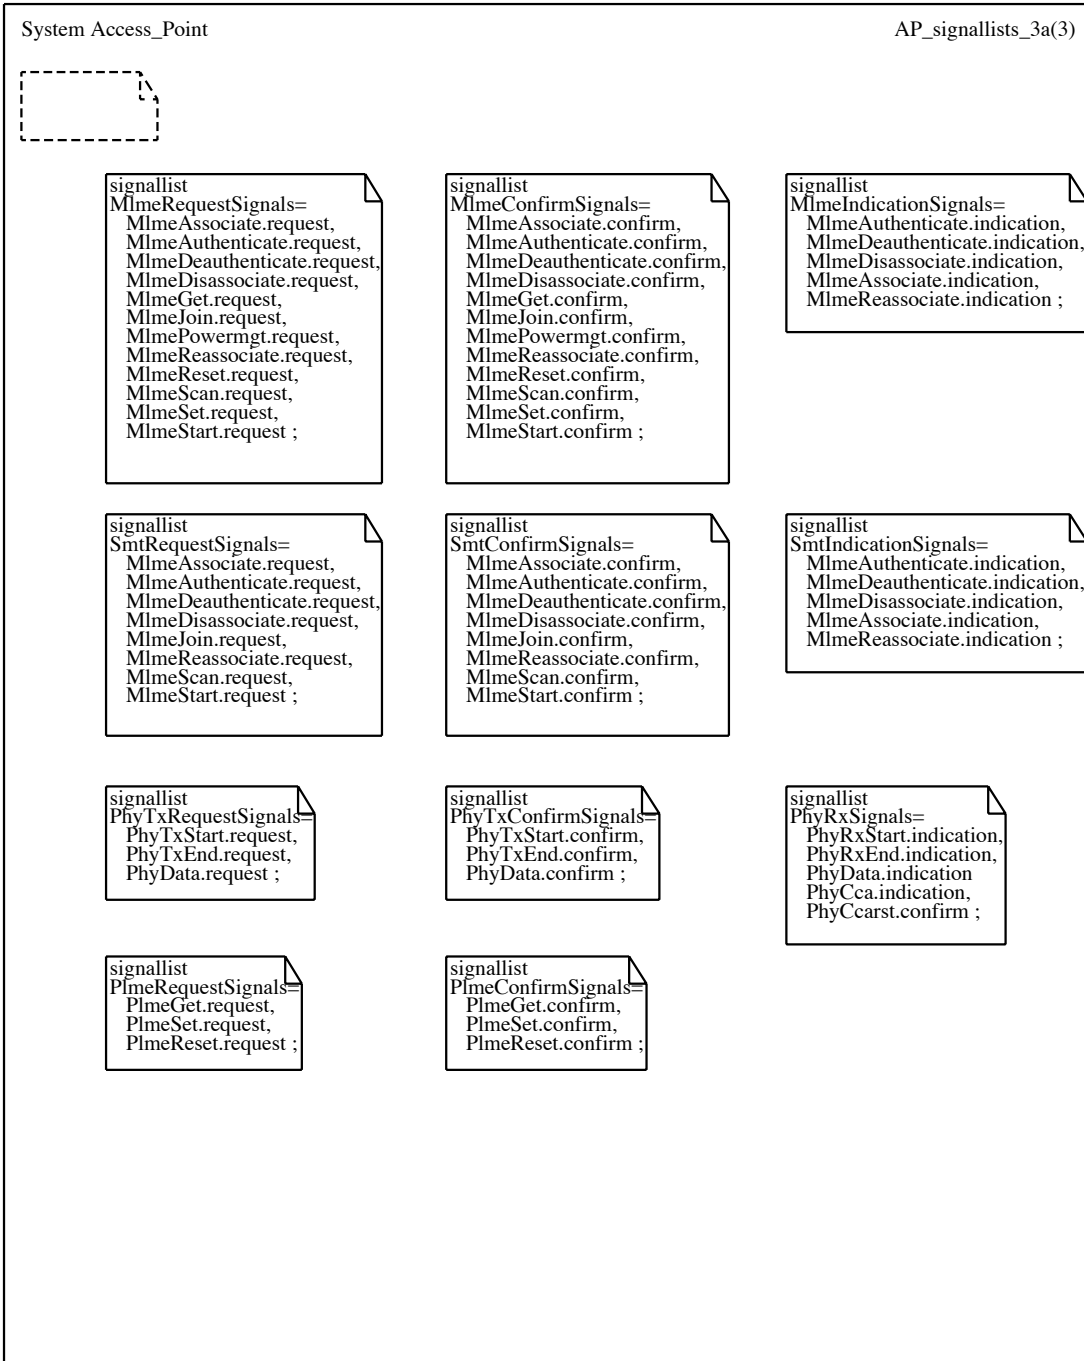 System Access_Point
AP_signallists_3a(3)
signallist
MlmeRequestSignals=
MlmeAssociate.request,
MlmeAuthenticate.request,
MlmeDeauthenticate.request,
MlmeDisassociate.request,
MlmeGet.request,
MlmeJoin.request,
MlmePowermgt.request,
MlmeReassociate.request,
MlmeReset.request,
MlmeScan.request,
MlmeSet.request,
MlmeStart.request ;
signallist
MlmeConfirmSignals=
MlmeAssociate.confirm,
MlmeAuthenticate.confirm,
MlmeDeauthenticate.confirm,
MlmeDisassociate.confirm,
MlmeGet.confirm,
MlmeJoin.confirm,
MlmePowermgt.confirm,
MlmeReassociate.confirm,
MlmeReset.confirm,
MlmeScan.confirm,
MlmeSet.confirm,
MlmeStart.confirm ;
signallist
MlmeIndicationSignals=
MlmeAuthenticate.indication,
MlmeDeauthenticate.indication,
MlmeDisassociate.indication,
MlmeAssociate.indication,
MlmeReassociate.indication ;
signallist
SmtRequestSignals=
MlmeAssociate.request,
MlmeAuthenticate.request,
MlmeDeauthenticate.request,
MlmeDisassociate.request,
MlmeJoin.request,
MlmeReassociate.request,
MlmeScan.request,
MlmeStart.request ;
signallist
SmtConfirmSignals=
MlmeAssociate.confirm,
MlmeAuthenticate.confirm,
MlmeDeauthenticate.confirm,
MlmeDisassociate.confirm,
MlmeJoin.confirm,
MlmeReassociate.confirm,
MlmeScan.confirm,
MlmeStart.confirm ;
signallist
SmtIndicationSignals=
MlmeAuthenticate.indication,
MlmeDeauthenticate.indication,
MlmeDisassociate.indication,
MlmeAssociate.indication,
MlmeReassociate.indication ;
signallist
PhyTxRequestSignals=
PhyTxStart.request,
PhyTxEnd.request,
PhyData.request ;
signallist
PhyTxConfirmSignals=
PhyTxStart.confirm,
PhyTxEnd.confirm,
PhyData.confirm ;
signallist
PhyRxSignals=
PhyRxStart.indication,
PhyRxEnd.indication,
PhyData.indication
PhyCca.indication,
PhyCcarst.confirm ;
signallist
PlmeRequestSignals=
PlmeGet.request,
PlmeSet.request,
PlmeReset.request ;
signallist
PlmeConfirmSignals=
PlmeGet.confirm,
PlmeSet.confirm,
PlmeReset.confirm ;